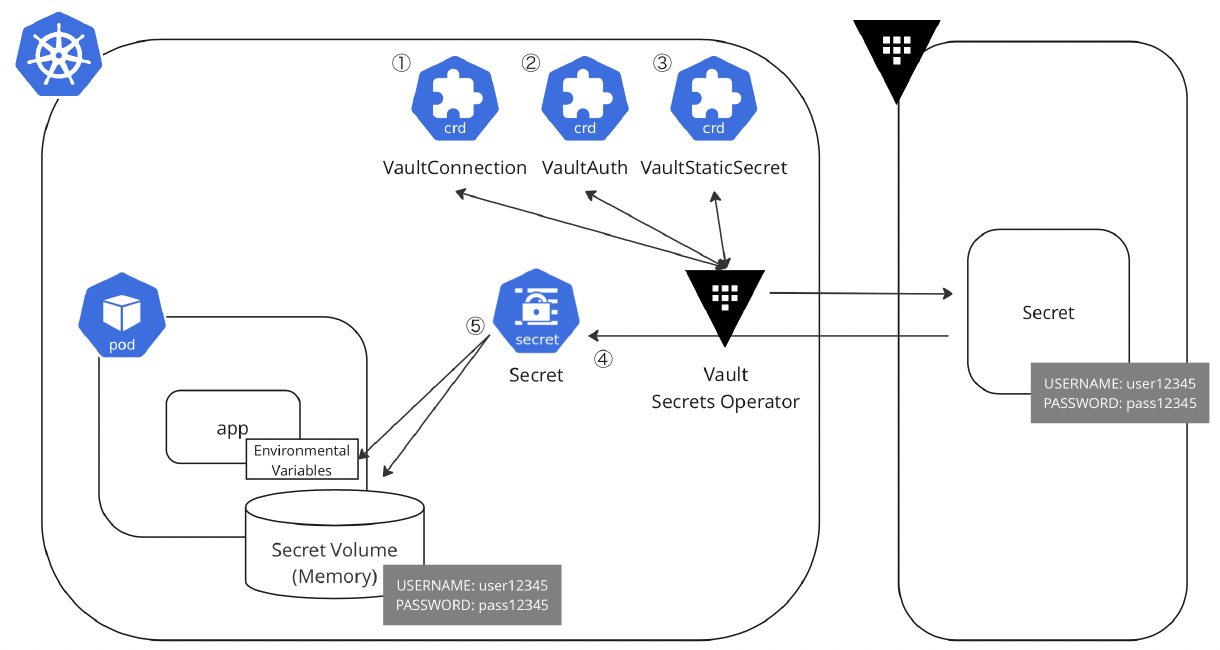 ①
②
③
crd
crd
crd
VaultConnection
VaultAuth
VaultStaticSecret
pod
⑤
secret
Secret
④
Vault
Secrets Operator
Secret
USERNAME: user12345
PASSWORD: pass12345
app
Environmental
Variables
Secret Volume
(Memory)
USERNAME: user12345
PASSWORD: pass12345